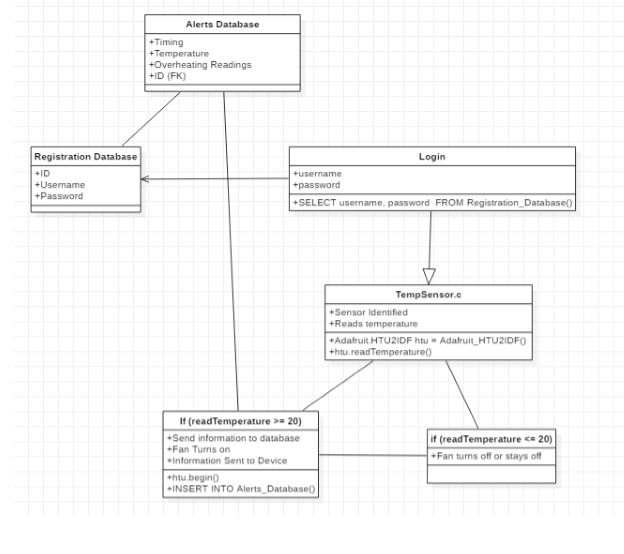 Alerts Database
+Timing
+Temperature
+Overheating Readings
+ID (FK)
Registration Database
+ID
+Username
+Password
Login
+username
+password
+SELECT username, password FROM Registration_Database()
TempSensor.c
+Sensor Identified
+Reads temperature
+Adafruit.HTU2IDF htu = Adafruit_HTU2IDF()
+htu.readTemperature()
If (readTemperature >= 20)
+Send information to database
+Fan Turns on
+Information Sent to Device
+htu.begin()
+INSERT INTO Alerts_Database()
if (readTemperature <= 20)
+Fan turns off or stays off